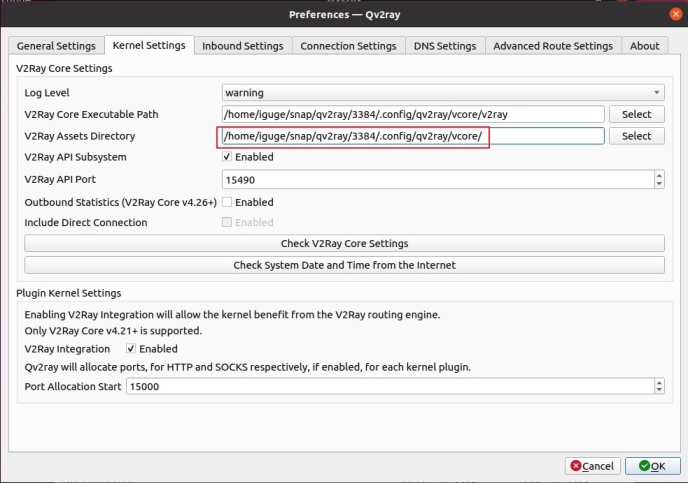 Preferences — Qv2ray
General Settings Kernel Settings Inbound Settings Connection Settings DNS Settings Advanced Route Settings About
V2Ray Core Settings
Log Level warning
V2Ray Core Executable Path /home/iguge/snap/qv2ray/3384/.config/qv2ray/vcore/v2ray Select
V2Ray Assets Directory /home/iguge/snap/qv2ray/3384/.config/qv2ray/vcore/ Select
V2Ray API Subsystem Enabled
V2Ray API Port 15490
Outbound Statistics (V2Ray Core v4.26+) Enabled
Include Direct Connection Enabled
Check V2Ray Core Settings
Check System Date and Time from the Internet
Plugin Kernel Settings
Enabling V2Ray Integration will allow the kernel benefit from the V2Ray routing engine.
Only V2Ray Core v4.21+ is supported.
V2Ray Integration Enabled
Qv2ray will allocate ports, for HTTP and SOCKS respectively, if enabled, for each kernel plugin.
Port Allocation Start 15000
Cancel OK